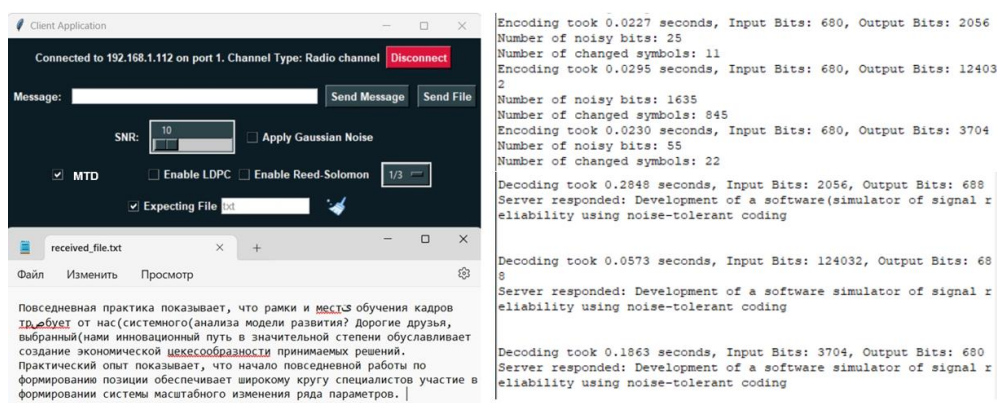 Client Application
Connected to 192.168.1.112 on port 1. Channel Type: Radio channel Disconnect
Message: Send Message Send File
SNR: 10 Apply Gaussian Noise
MTD Enable LDPC Enable Reed-Solomon 1/3
Expecting File txt
received_file.txt
Файл Изменить Просмотр
Повседневная практика показывает, что рамки и мест обучения кадров
от нас(системного(анализа модели развития? Дорогие друзья,
выбранный(нами инновационный путь в значительной степени обуславливает
создание экономической цекесообразности принимаемых решений.
Практический опыт показывает, что начало повседневной работы по
формированию позиции обеспечивает широкому кругу специалистов участие в
формировании системы масштабного изменения ряда параметров.
Encoding took 0.0227 seconds, Input Bits: 680, Output Bits: 2056
Number of noisy bits: 25
Number of changed symbols: 11
Encoding took 0.0295 seconds, Input Bits: 680, Output Bits: 12403
2
Number of noisy bits: 1635
Number of changed symbols: 845
Encoding took 0.0230 seconds, Input Bits: 680, Output Bits: 3704
Number of noisy bits: 55
Number of changed symbols: 22
Decoding took 0.2848 seconds, Input Bits: 2056, Output Bits: 688
Server responded: Development of a software(simulator of signal r
eliability using noise-tolerant coding
Decoding took 0.0573 seconds, Input Bits: 124032, Output Bits: 68
8
Server responded: Development of a software simulator of signal r
eliability using noise-tolerant coding
Decoding took 0.1863 seconds, Input Bits: 3704, Output Bits: 680
Server responded: Development of a software simulator of signal r
eliability using noise-tolerant coding